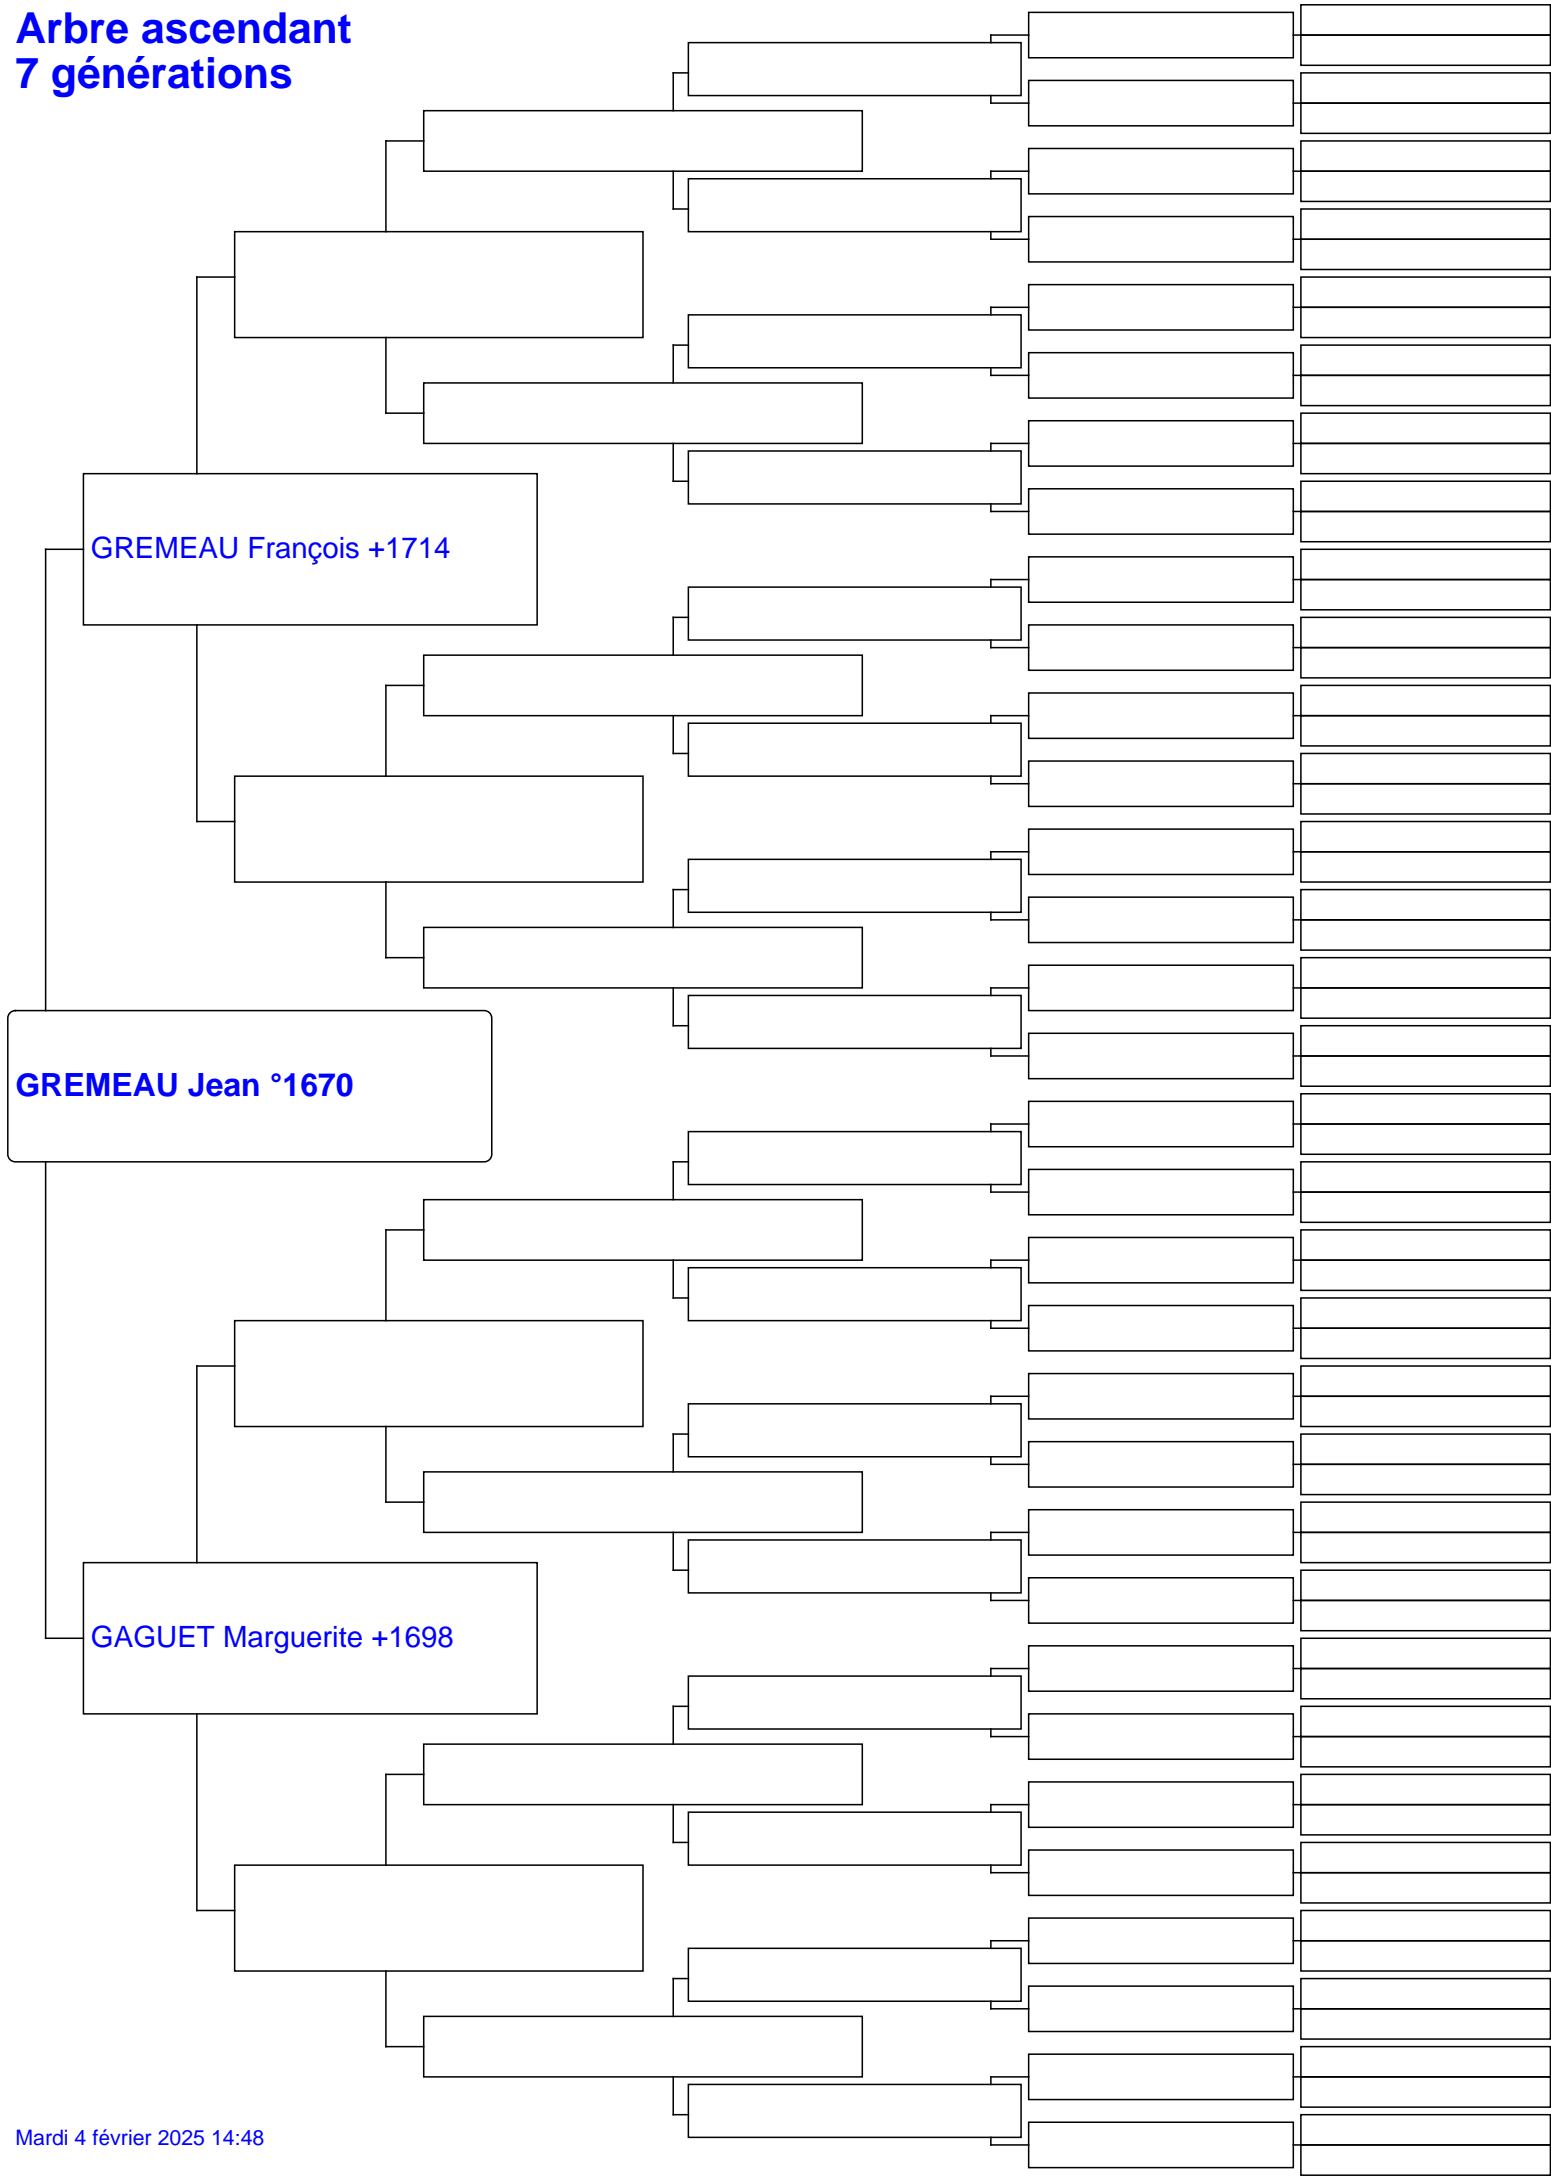 Arbre ascendant
7 générations
GREMEAU François +1714
GREMEAU Jean °1670
GAGUET Marguerite +1698
Mardi 4 février 2025 14:48